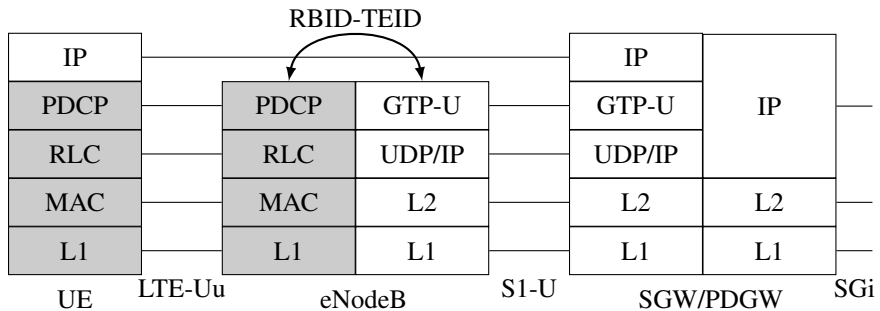 RBID-TEID
IP IP
PDCP PDCP GTP-U GTP-U IP
RLC RLC UDP/IP UDP/IP
MAC MAC L2 L2 L2
L1 L1 L1 L1 L1
LTE-Uu S1-U SGi
UE eNodeB SGW/PDGW